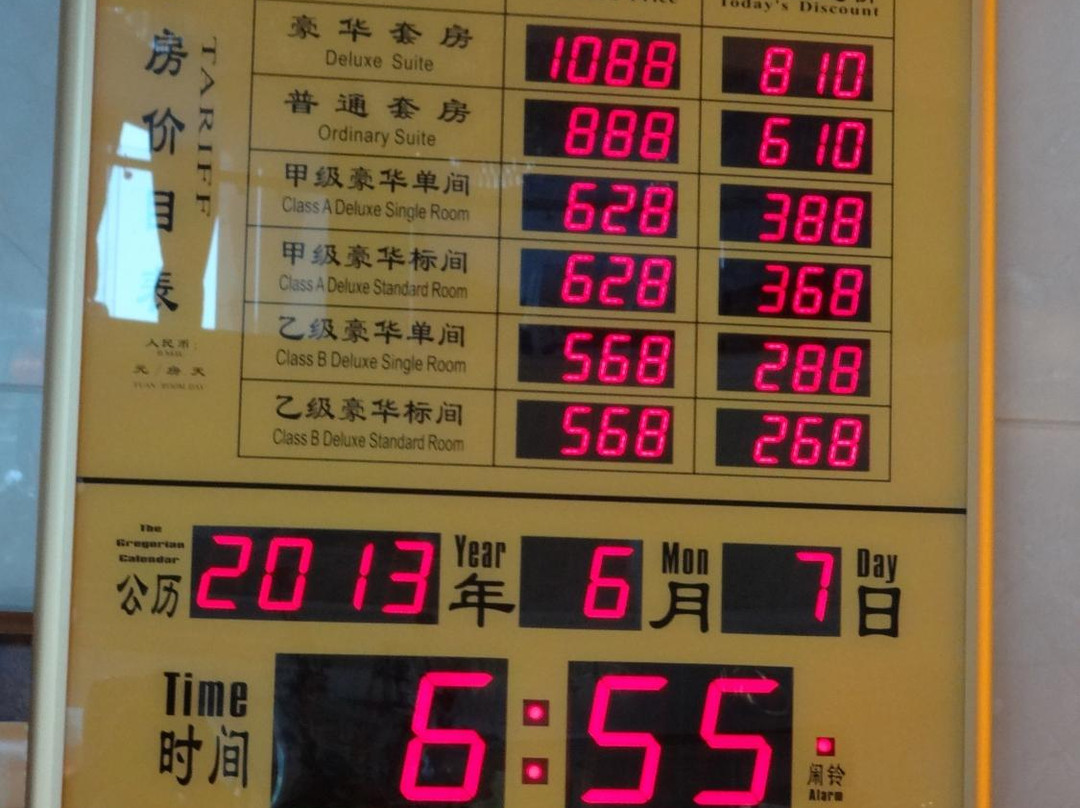 Today's Discount
房价目表
TARIFF
豪华套房 1088 810
Deluxe Suite
普通套房 888 610
Ordinary Suite
甲级豪华单间 628 388
Class A Deluxe Single Room
甲级豪华标间 628 368
Class A Deluxe Standard Room
乙级豪华单间 568 288
Class B Deluxe Single Room
乙级豪华标间 568 268
Class B Deluxe Standard Room
人民币:
元/房.天
The
Gregorian
Calendar
公历 2013 Year 年 6 Mon 月 7 Day 日
Time
时间 6:55
闹铃
Alarm